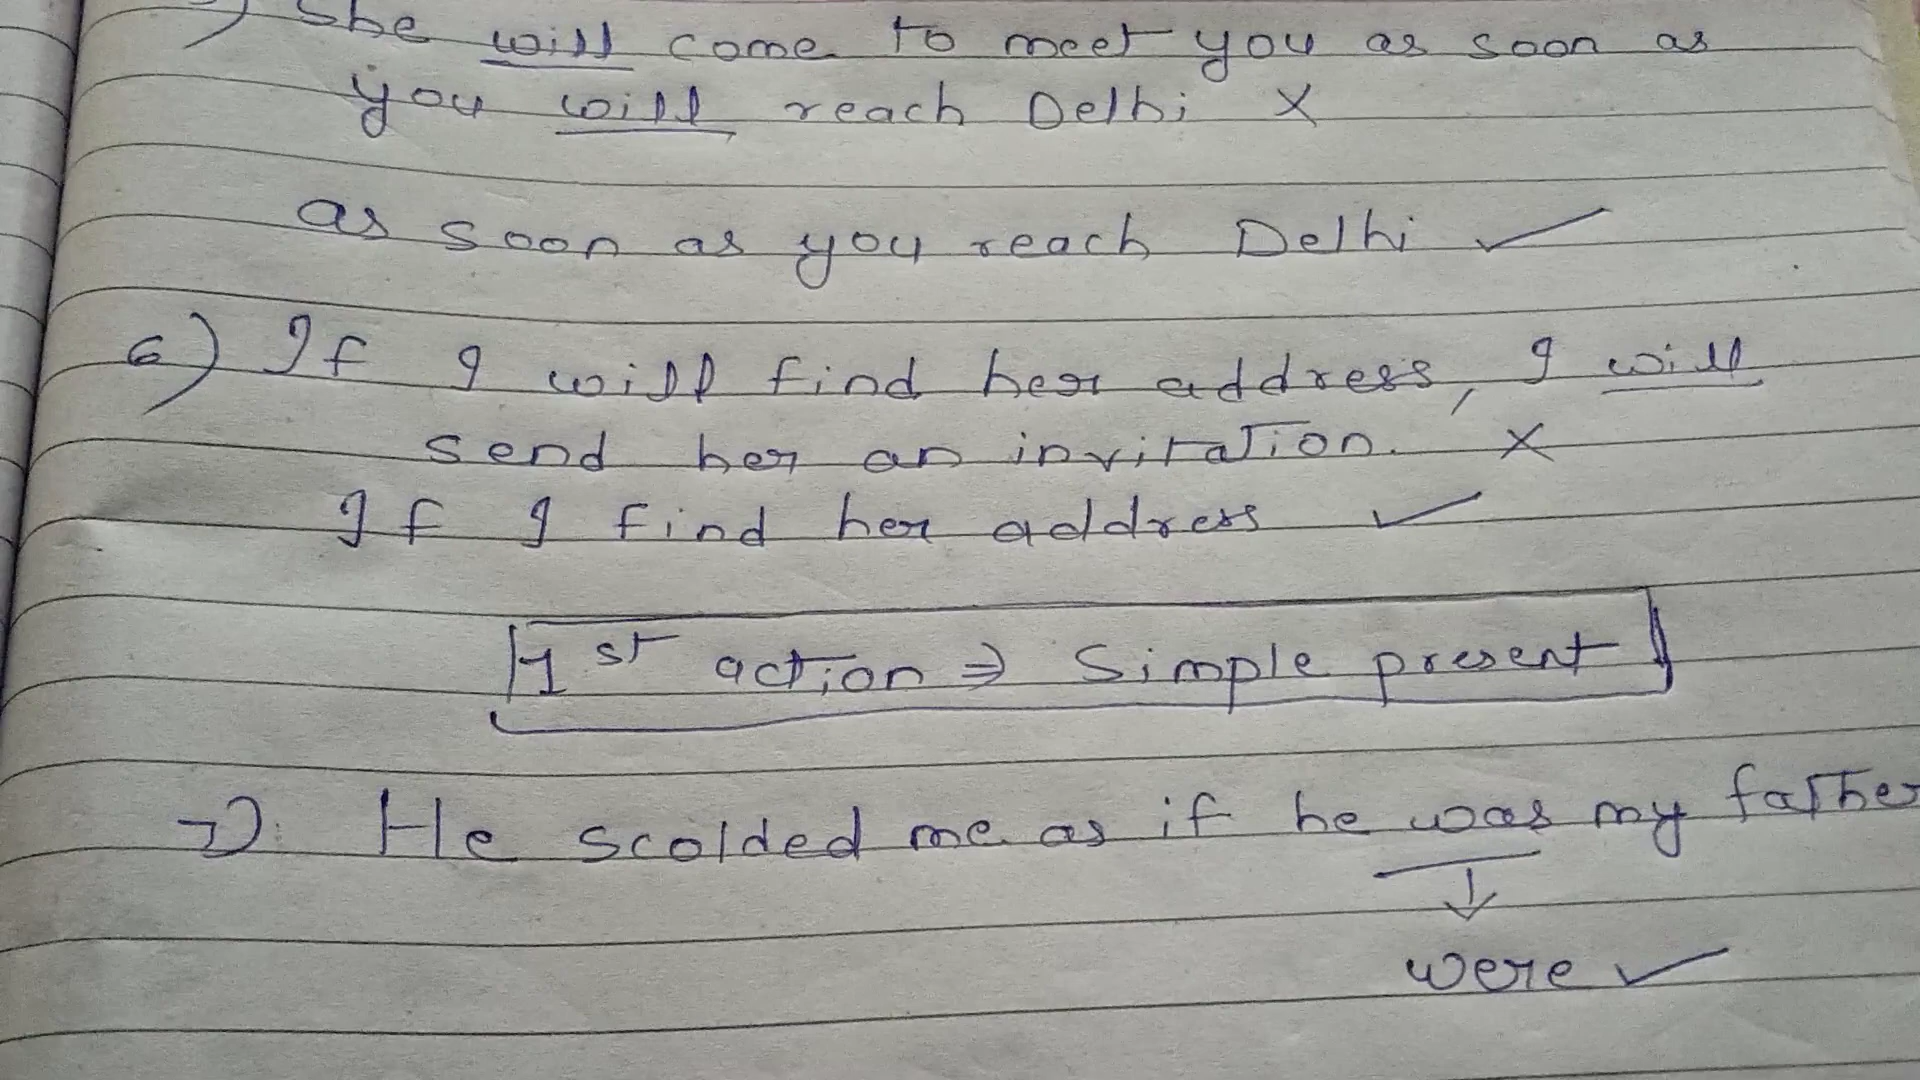 She will come to meet you as soon as
you will reach Delhi X
as soon as you reach Delhi ✓
6) If I will find her address, I will
send her an invitation. X
If I find her address ✓
1st action ⇒ Simple present
7) He scolded me as if he was my father
↓
were ✓